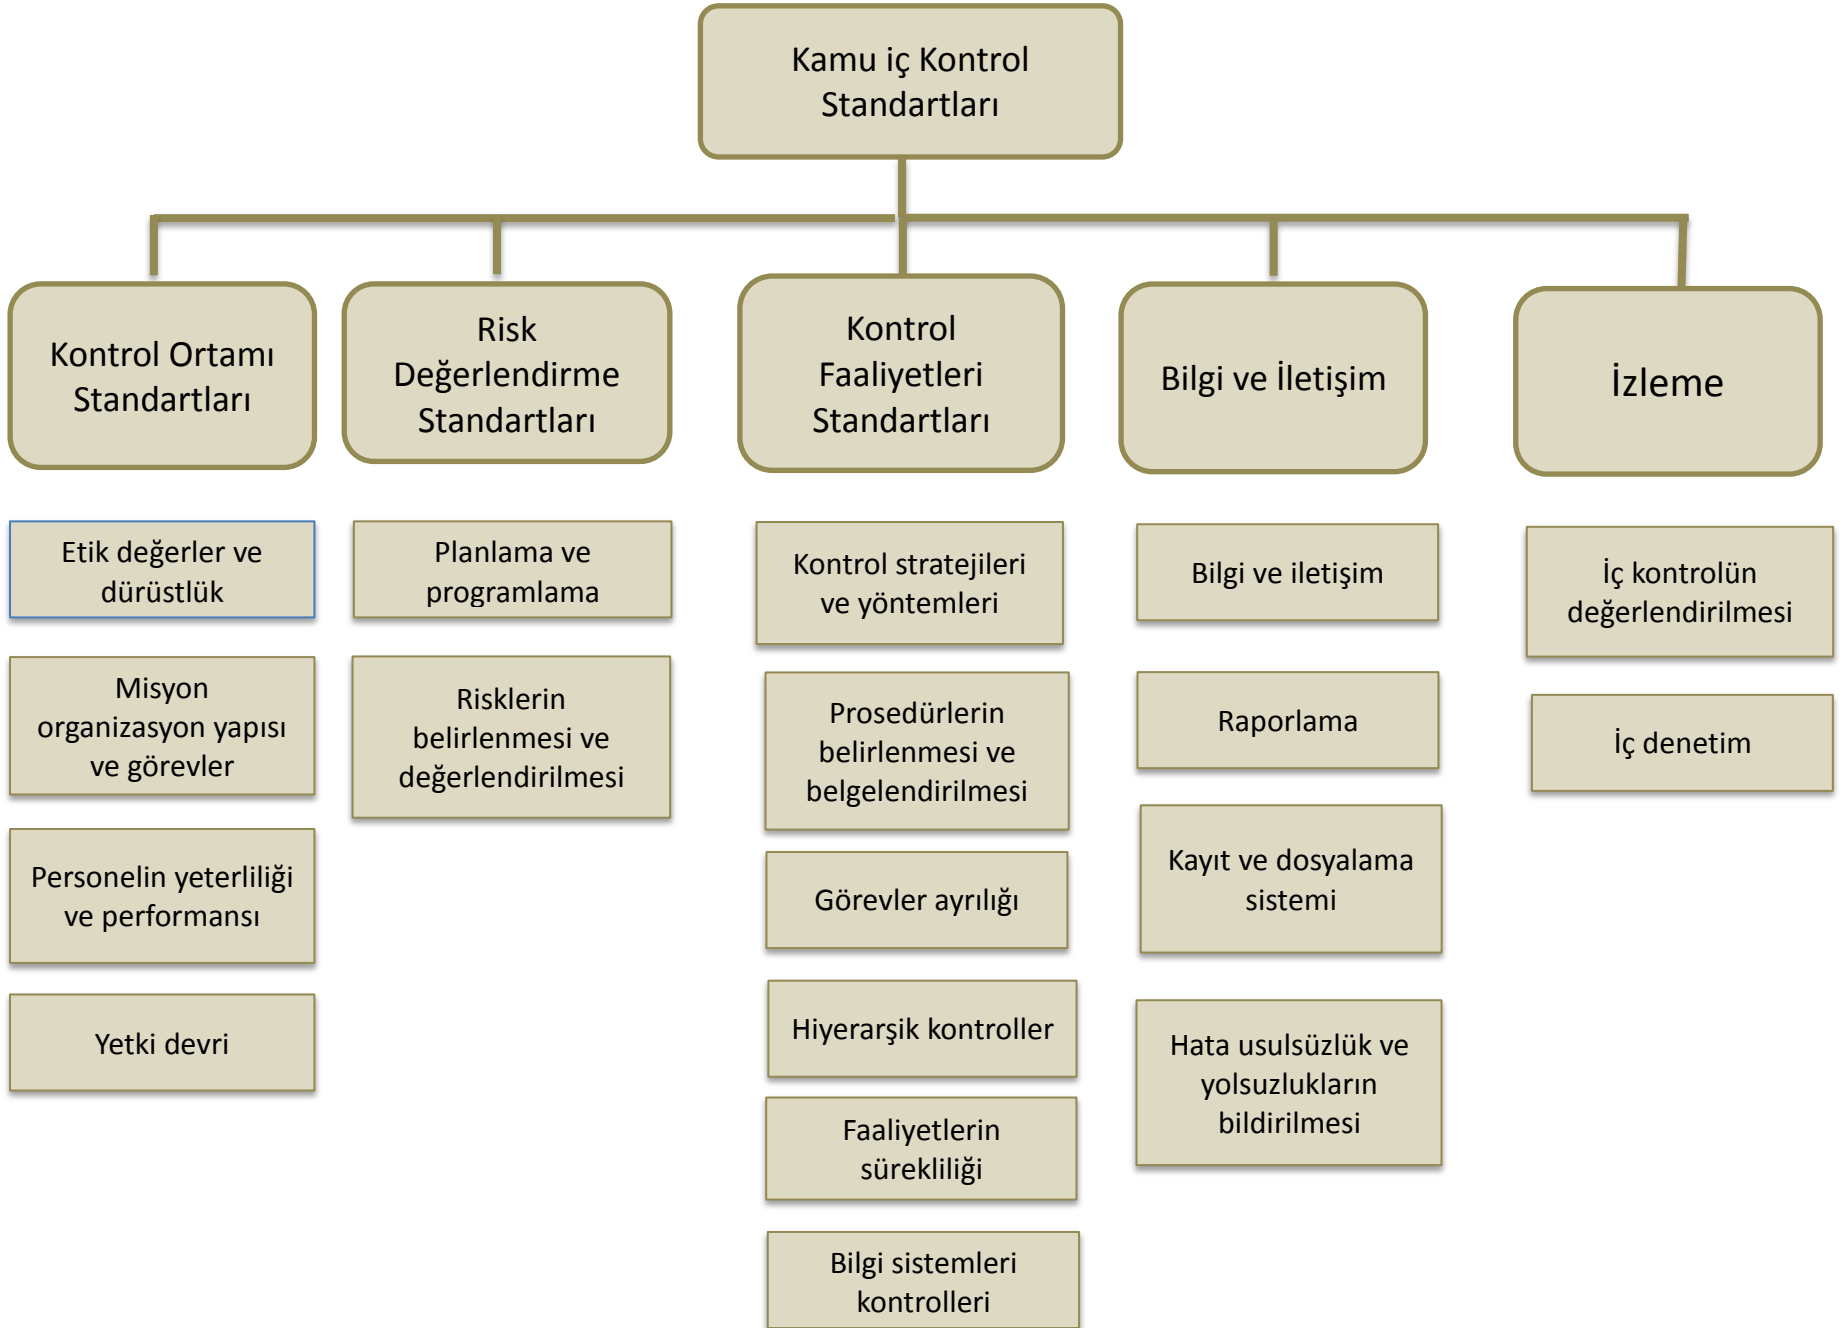 Kamu iç Kontrol
Standartları
Kontrol Ortamı
Standartları
Risk
Değerlendirme
Standartları
Kontrol
Faaliyetleri
Standartları
Bilgi ve İletişim
İzleme
Etik değerler ve
dürüstlük
Misyon
organizasyon yapısı
ve görevler
Personelin yeterliliği
ve performansı
Yetki devri
Planlama ve
programlama
Risklerin
belirlenmesi ve
değerlendirilmesi
Kontrol stratejileri
ve yöntemleri
Prosedürlerin
belirlenmesi ve
belgelendirilmesi
Görevler ayrılığı
Hiyerarşik kontroller
Faaliyetlerin
sürekliliği
Bilgi sistemleri
kontrolleri
Bilgi ve iletişim
Raporlama
Kayıt ve dosyalama
sistemi
Hata usulsüzlük ve
yolsuzlukların
bildirilmesi
İç kontrolün
değerlendirilmesi
İç denetim